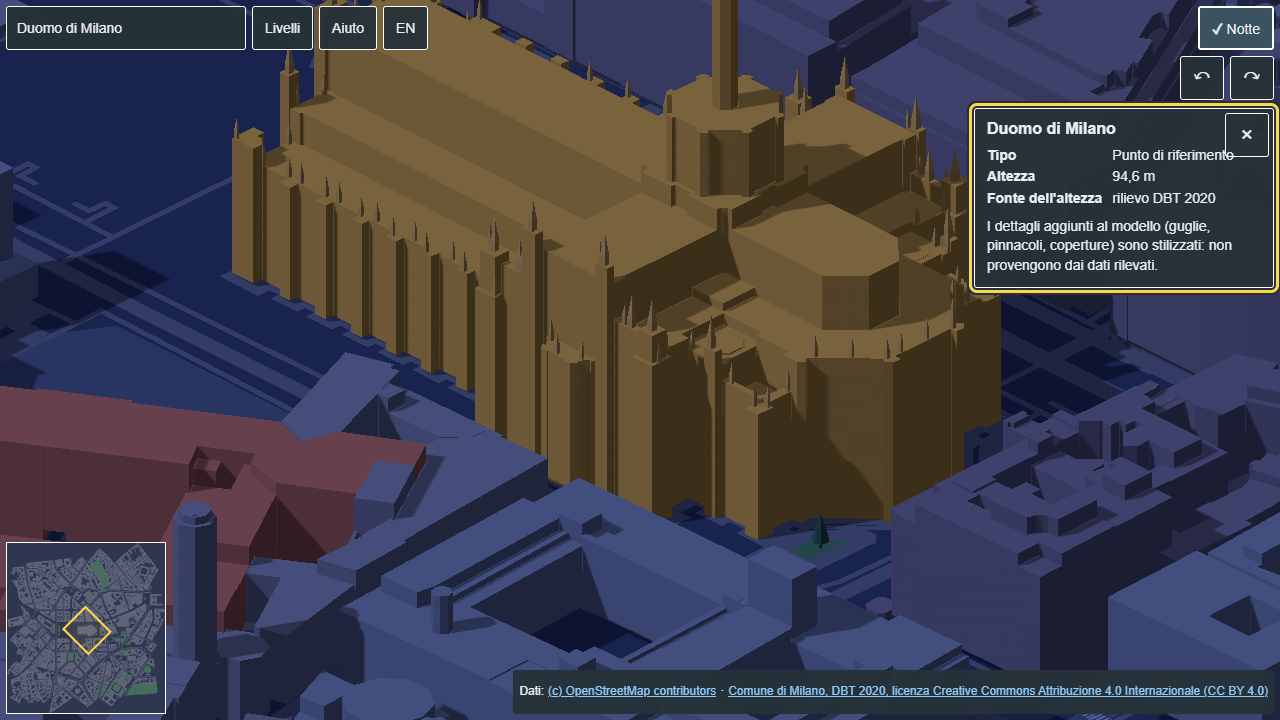 Duomo di Milano
Livelli
Aiuto
EN
✓ Notte
Duomo di Milano
Tipo Punto di riferimento
Altezza 94,6 m
Fonte dell'altezza rilievo DBT 2020
I dettagli aggiunti al modello (guglie,
pinnacoli, coperture) sono stilizzati: non
provengono dai dati rilevati.
Dati: (c) OpenStreetMap contributors · Comune di Milano, DBT 2020, licenza Creative Commons Attribuzione 4.0 Internazionale (CC BY 4.0)